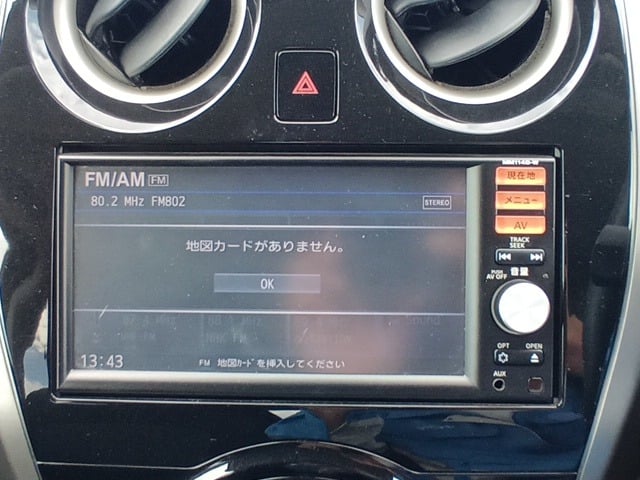 MM114D-W
FM/AM FM
80.2 MHz FM802
STEREO
地図カードがありません。
OK
13:43
FM 地図ｶｰﾄﾞを挿入してください
現在地
メニュー
AV
TRACK
SEEK
PUSH
AV OFF
音量
OPT
OPEN
AUX